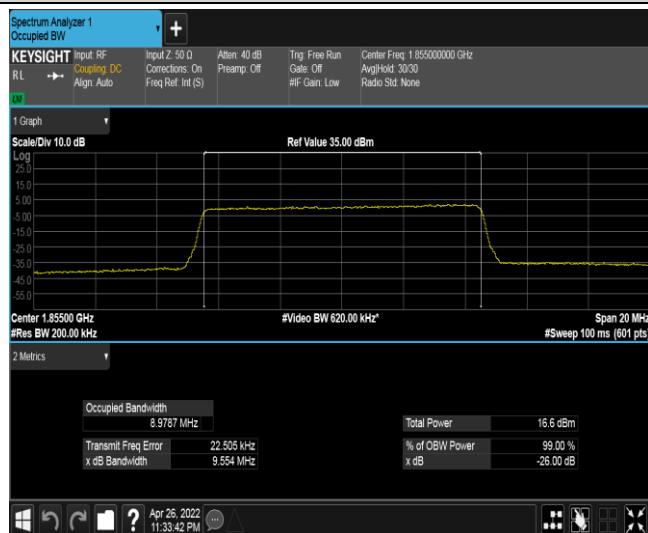 Spectrum Analyzer 1
Occupied BW
+
KEYSIGHT
RL
Input: RF
Coupling: DC
Align: Auto
Input Z: 50 Ω
Corrections: On
Freq Ref: Int (S)
Atten: 40 dB
Preamp: Off
Trig: Free Run
Gate: Off
#IF Gain: Low
Center Freq: 1.855000000 GHz
Avg|Hold: 30/30
Radio Std: None
1 Graph
Scale/Div 10.0 dB
Ref Value 35.00 dBm
Log
25.0
15.0
5.00
-5.00
-15.0
-25.0
-35.0
-45.0
-55.0
Center 1.85500 GHz
#Video BW 620.00 kHz*
Span 20 MHz
#Res BW 200.00 kHz
#Sweep 100 ms (601 pts)
2 Metrics
Occupied Bandwidth
8.9787 MHz
Total Power 16.6 dBm
Transmit Freq Error 22.505 kHz
% of OBW Power 99.00 %
x dB Bandwidth 9.554 MHz
x dB -26.00 dB
?
Apr 26, 2022
11:33:42 PM